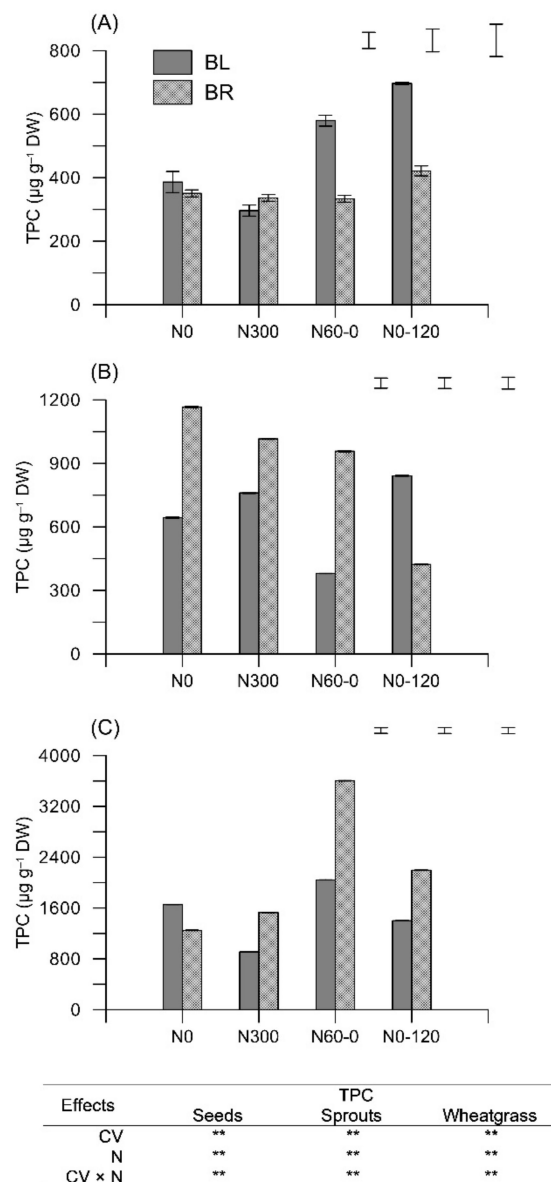 (A)
800
600
400
200
0
TPC (µg g⁻¹ DW)
BL
BR
N0 N300 N60-0 N0-120
(B)
1200
900
600
300
0
TPC (µg g⁻¹ DW)
N0 N300 N60-0 N0-120
(C)
4000
3200
2400
1600
800
0
TPC (µg g⁻¹ DW)
N0 N300 N60-0 N0-120
TPC
Effects Seeds Sprouts Wheatgrass
CV ** ** **
N ** ** **
CV × N ** ** **